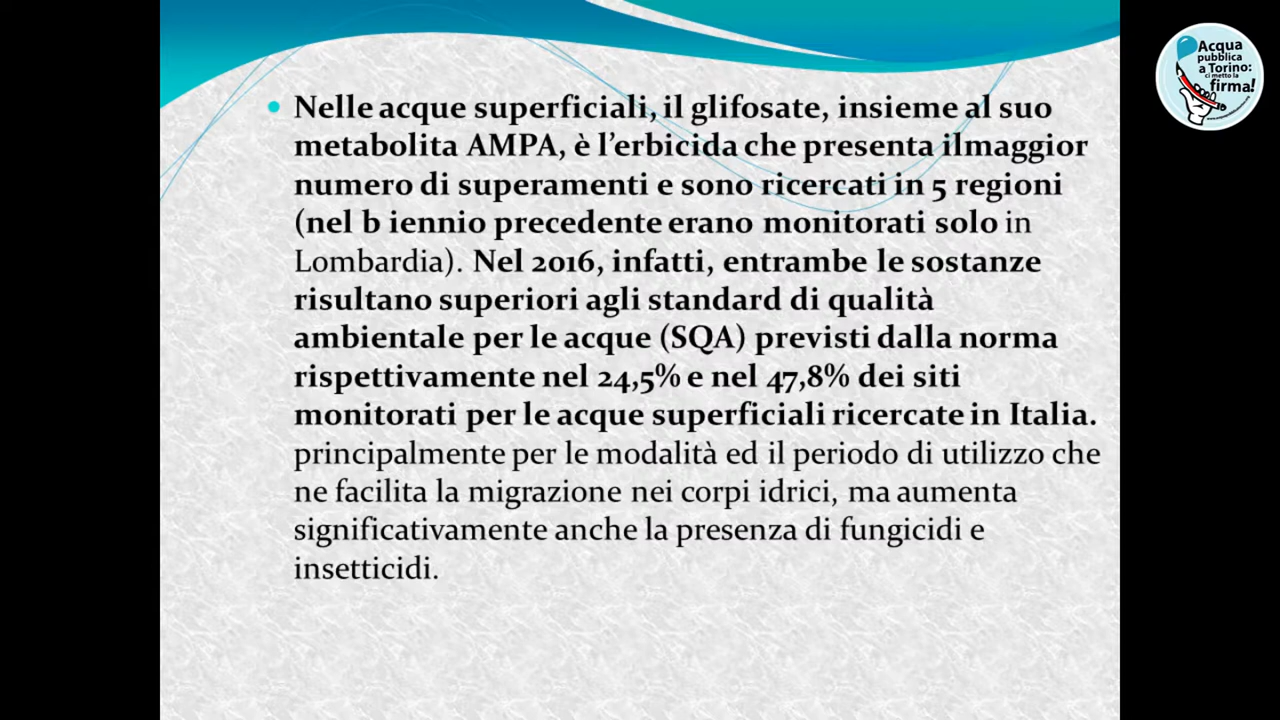 Acqua
pubblica
a Torino:
ci metto la
firma!
Nelle acque superficiali, il glifosate, insieme al suo
metabolita AMPA, è l’erbicida che presenta ilmaggior
numero di superamenti e sono ricercati in 5 regioni
(nel b iennio precedente erano monitorati solo in
Lombardia). Nel 2016, infatti, entrambe le sostanze
risultano superiori agli standard di qualità
ambientale per le acque (SQA) previsti dalla norma
rispettivamente nel 24,5% e nel 47,8% dei siti
monitorati per le acque superficiali ricercate in Italia.
principalmente per le modalità ed il periodo di utilizzo che
ne facilita la migrazione nei corpi idrici, ma aumenta
significativamente anche la presenza di fungicidi e
insetticidi.